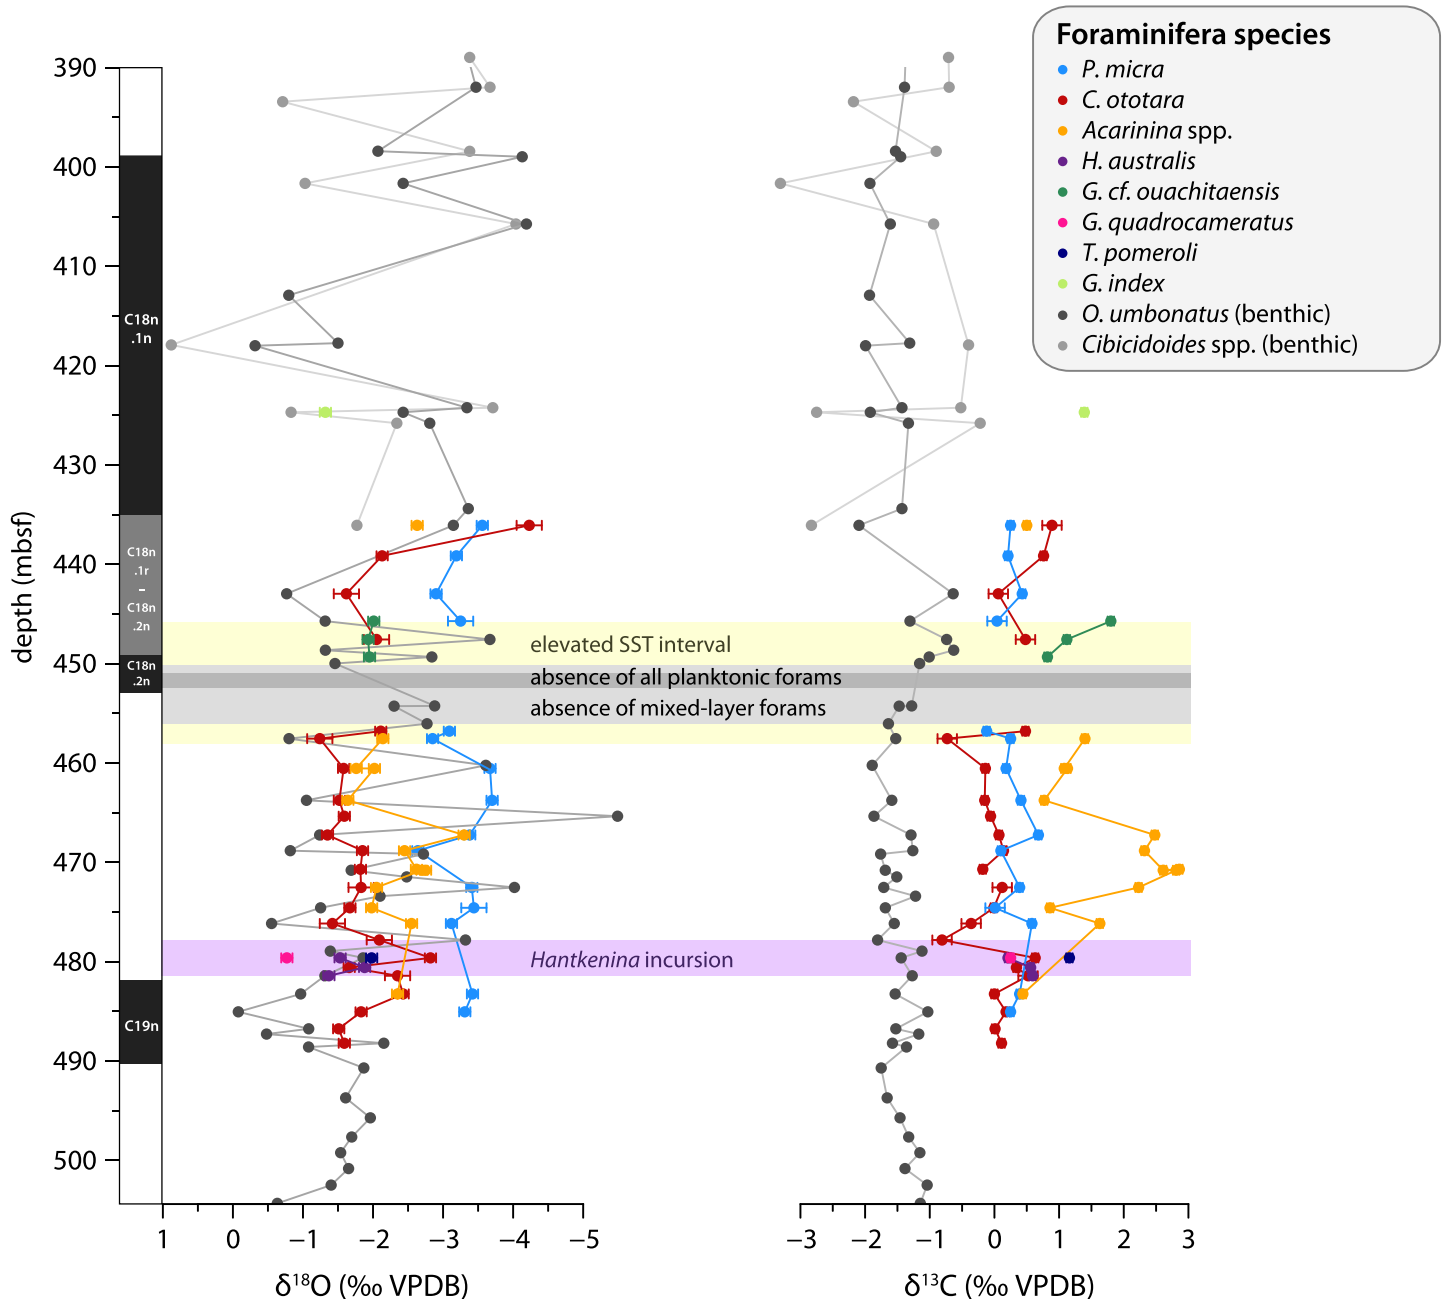 Foraminifera species
P. micra
C. ototara
Acarinina spp.
H. australis
G. cf. ouachitaensis
G. quadrocameratus
T. pomeroli
G. index
O. umbonatus (benthic)
Cibicidoides spp. (benthic)
depth (mbsf)
390
400
410
420
430
440
450
460
470
480
490
500
C18n
.1n
C18n
.1r
–
C18n
.2n
C18n
.2n
C19n
elevated SST interval
absence of all planktonic forams
absence of mixed-layer forams
Hantkenina incursion
1 0 −1 −2 −3 −4 −5
δ¹⁸O (‰ VPDB)
−3 −2 −1 0 1 2 3
δ¹³C (‰ VPDB)